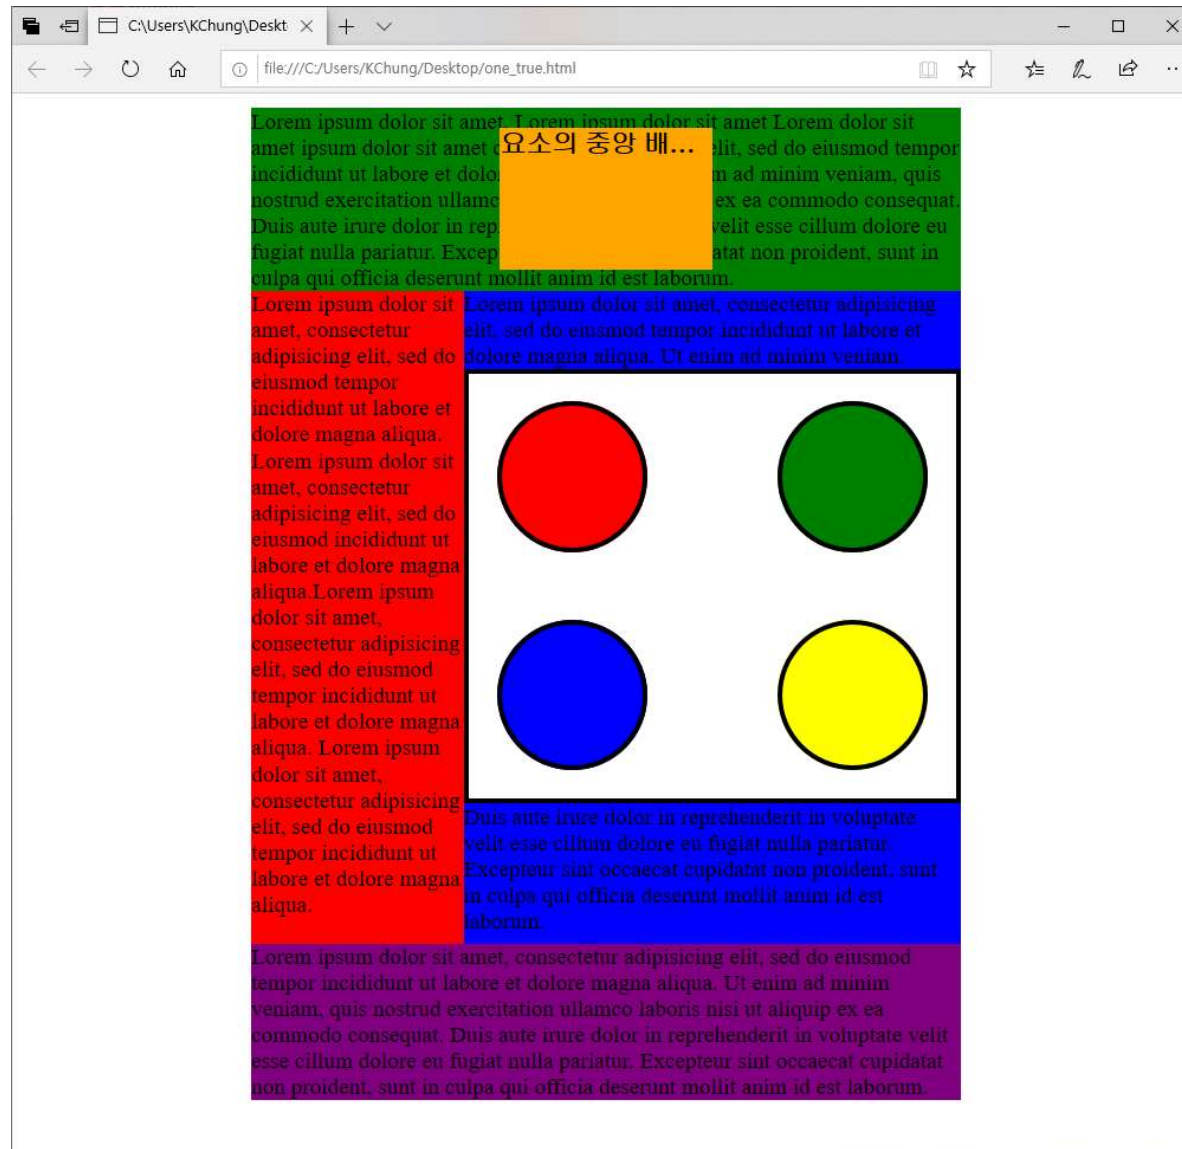 C:\Users\KChung\Deskt
file:///C:/Users/KChung/Desktop/one_true.html
Lorem ipsum dolor sit amet, Lorem dolor sit amet Lorem dolor sit
amet ipsum dolor sit amet elit, sed do eiusmod tempor
요소의 중앙 배...
incididunt ut labore et dolo m ad minim veniam, quis
nostrud exercitation ullamc ex ea commodo consequat.
Duis aute irure dolor in rep velit esse cillum dolore eu
fugiat nulla pariatur. Excep atat non proident, sunt in
culpa qui officia deserunt mollit anim id est laborum.
Lorem ipsum dolor sit
amet, consectetur
adipisicing elit, sed do
eiusmod tempor
incididunt ut labore et
dolore magna aliqua.
Lorem ipsum dolor sit
amet, consectetur
adipisicing elit, sed do
eiusmod incididunt ut
labore et dolore magna
aliqua.Lorem ipsum
dolor sit amet,
consectetur adipisicing
elit, sed do eiusmod
tempor incididunt ut
labore et dolore magna
aliqua. Lorem ipsum
dolor sit amet,
consectetur adipisicing
elit, sed do eiusmod
tempor incididunt ut
labore et dolore magna
aliqua.
Lorem ipsum dolor sit amet, consectetur adipisicing
elit, sed do eiusmod tempor incididunt ut labore et
dolore magna aliqua. Ut enim ad minim veniam.
Duis aute irure dolor in reprehenderit in voluptate
velit esse cillum dolore eu fugiat nulla pariatur.
Excepteur sint occaecat cupidatat non proident, sunt
in culpa qui officia deserunt mollit anim id est
laborum.
Lorem ipsum dolor sit amet, consectetur adipisicing elit, sed do eiusmod
tempor incididunt ut labore et dolore magna aliqua. Ut enim ad minim
veniam, quis nostrud exercitation ullamco laboris nisi ut aliquip ex ea
commodo consequat. Duis aute irure dolor in reprehenderit in voluptate velit
esse cillum dolore eu fugiat nulla pariatur. Excepteur sint occaecat cupidatat
non proident, sunt in culpa qui officia deserunt mollit anim id est laborum.